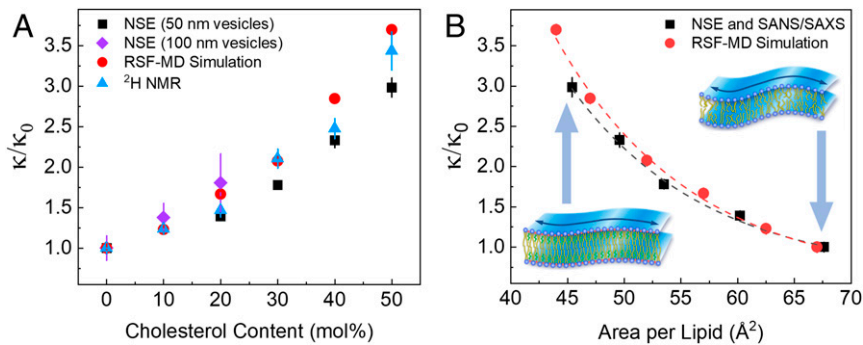 A
NSE (50 nm vesicles)
NSE (100 nm vesicles)
RSF-MD Simulation
²H NMR
κ/κ₀
3.5
3.0
2.5
2.0
1.5
1.0
0 10 20 30 40 50
Cholesterol Content (mol%)
B
NSE and SANS/SAXS
RSF-MD Simulation
κ/κ₀
3.5
3.0
2.5
2.0
1.5
1.0
40 45 50 55 60 65 70
Area per Lipid (Å²)